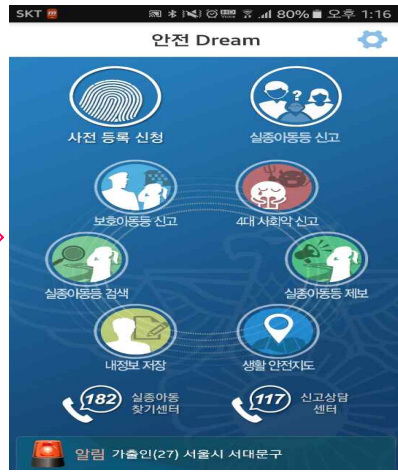 SKT 80% 오후 1:16
안전 Dream
사전 등록 신청 실종아동등 신고
보호아동등 신고 4대 사회악 신고
실종아동등 검색 실종아동등 제보
내정보 저장 생활 안전지도
182 실종아동 찾기센터
117 신고상담 센터
알림 가출인(27) 서울시 서대문구